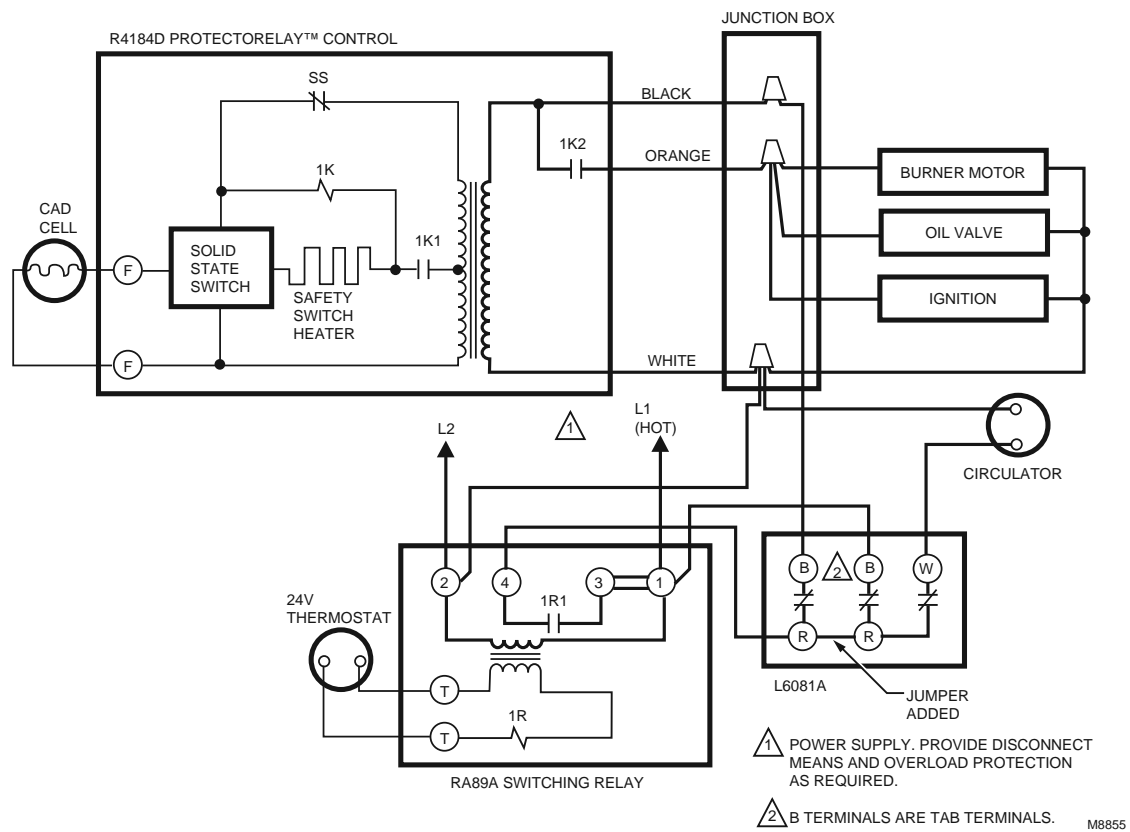 JUNCTION BOX
R4184D PROTECTORELAY™ CONTROL
SS
BLACK
1K2
ORANGE
1K
BURNER MOTOR
CAD
CELL
1K1
OIL VALVE
F
SOLID
STATE
SWITCH
SAFETY
SWITCH
HEATER
IGNITION
F
WHITE
L2
1
L1
(HOT)
CIRCULATOR
2
4
3
1
B
2
B
W
1R1
24V
THERMOSTAT
R
R
T
L6081A
JUMPER
ADDED
1R
T
RA89A SWITCHING RELAY
1 POWER SUPPLY. PROVIDE DISCONNECT
MEANS AND OVERLOAD PROTECTION
AS REQUIRED.
2 B TERMINALS ARE TAB TERMINALS.
M8855